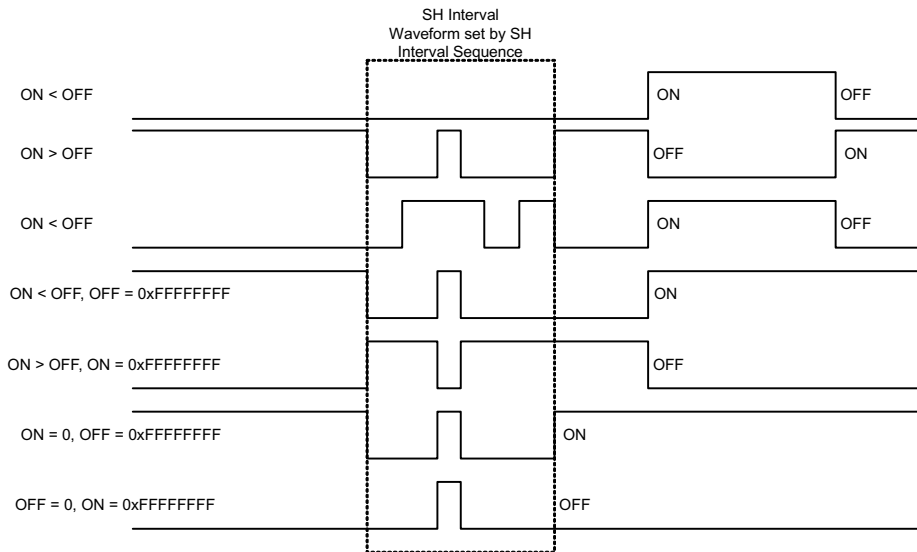 SH Interval
Waveform set by SH
Interval Sequence
ON < OFF
ON
OFF
ON > OFF
OFF
ON
ON < OFF
ON
OFF
ON < OFF, OFF = 0xFFFFFFFF
ON
ON > OFF, ON = 0xFFFFFFFF
OFF
ON = 0, OFF = 0xFFFFFFFF
ON
OFF = 0, ON = 0xFFFFFFFF
OFF